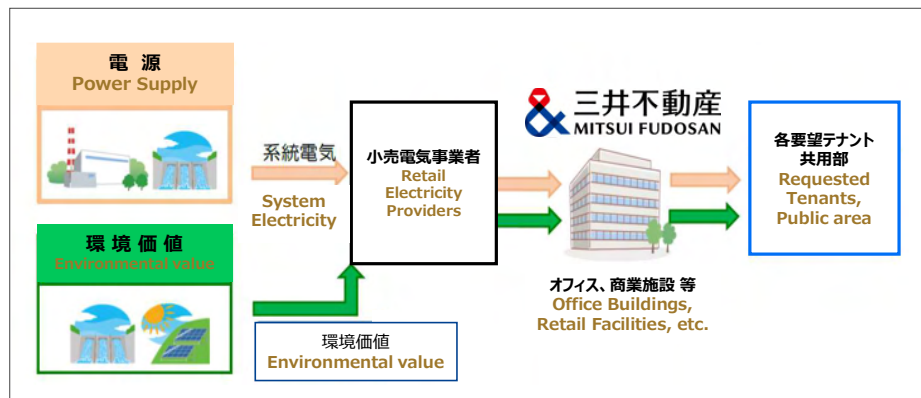 電 源
Power Supply
環 境 価 値
Environmental value
系統電気
System
Electricity
環境価値
Environmental value
小売電気事業者
Retail
Electricity
Providers
三井不動産
MITSUI FUDOSAN
オフィス、商業施設 等
Office Buildings,
Retail Facilities, etc.
各要望テナント
共用部
Requested
Tenants,
Public area